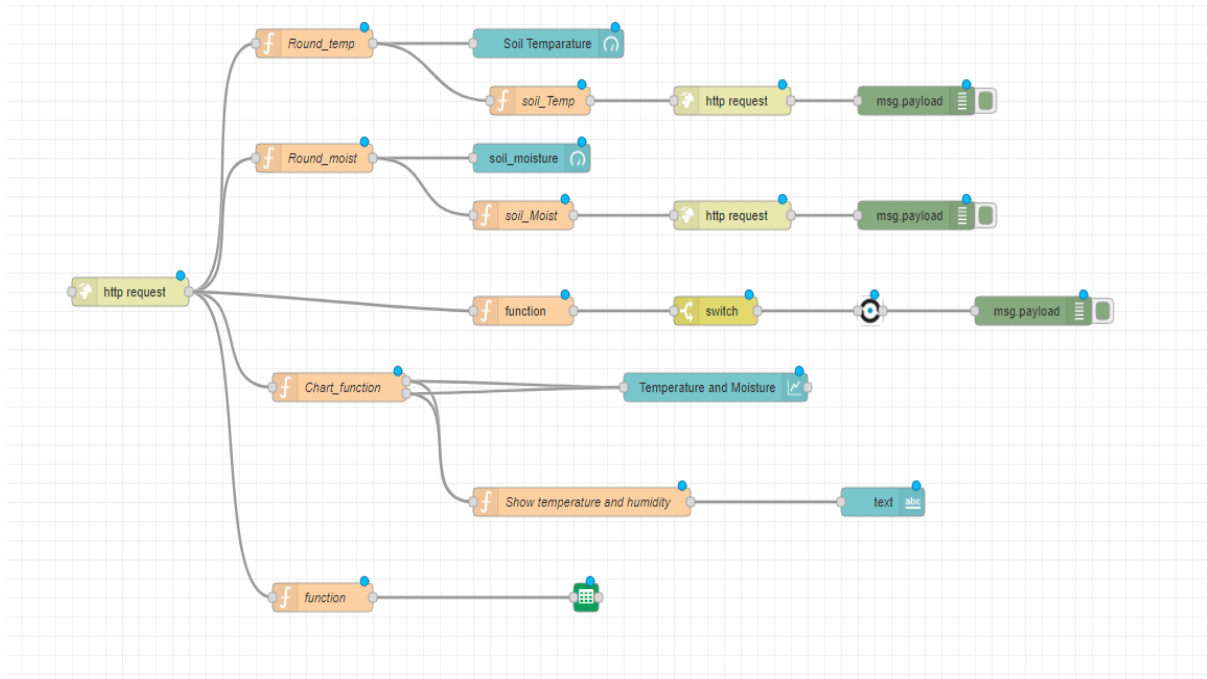 Round_temp
Soil Temparature
soil_Temp
http request
msg.payload
Round_moist
soil_moisture
soil_Moist
http request
msg.payload
http request
function
switch
msg.payload
Chart_function
Temperature and Moisture
Show temperature and humidity
text
abc
function